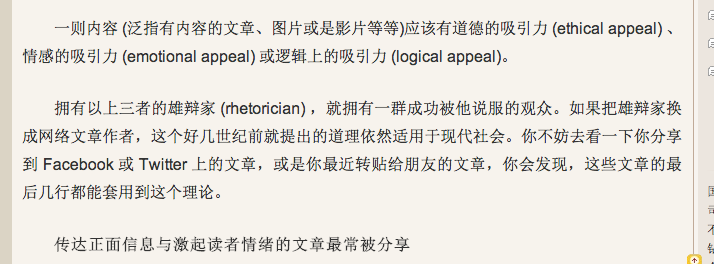 一则内容 (泛指有内容的文章、图片或是影片等等)应该有道德的吸引力 (ethical appeal) 、
情感的吸引力 (emotional appeal) 或逻辑上的吸引力 (logical appeal)。
拥有以上三者的雄辩家 (rhetorician) ，就拥有一群成功被他说服的观众。如果把雄辩家换
成网络文章作者，这个好几世纪前就提出的道理依然适用于现代社会。你不妨去看一下你分享
到 Facebook 或 Twitter 上的文章，或是你最近转贴给朋友的文章，你会发现，这些文章的最
后几行都能套用到这个理论。
传达正面信息与激起读者情绪的文章最常被分享